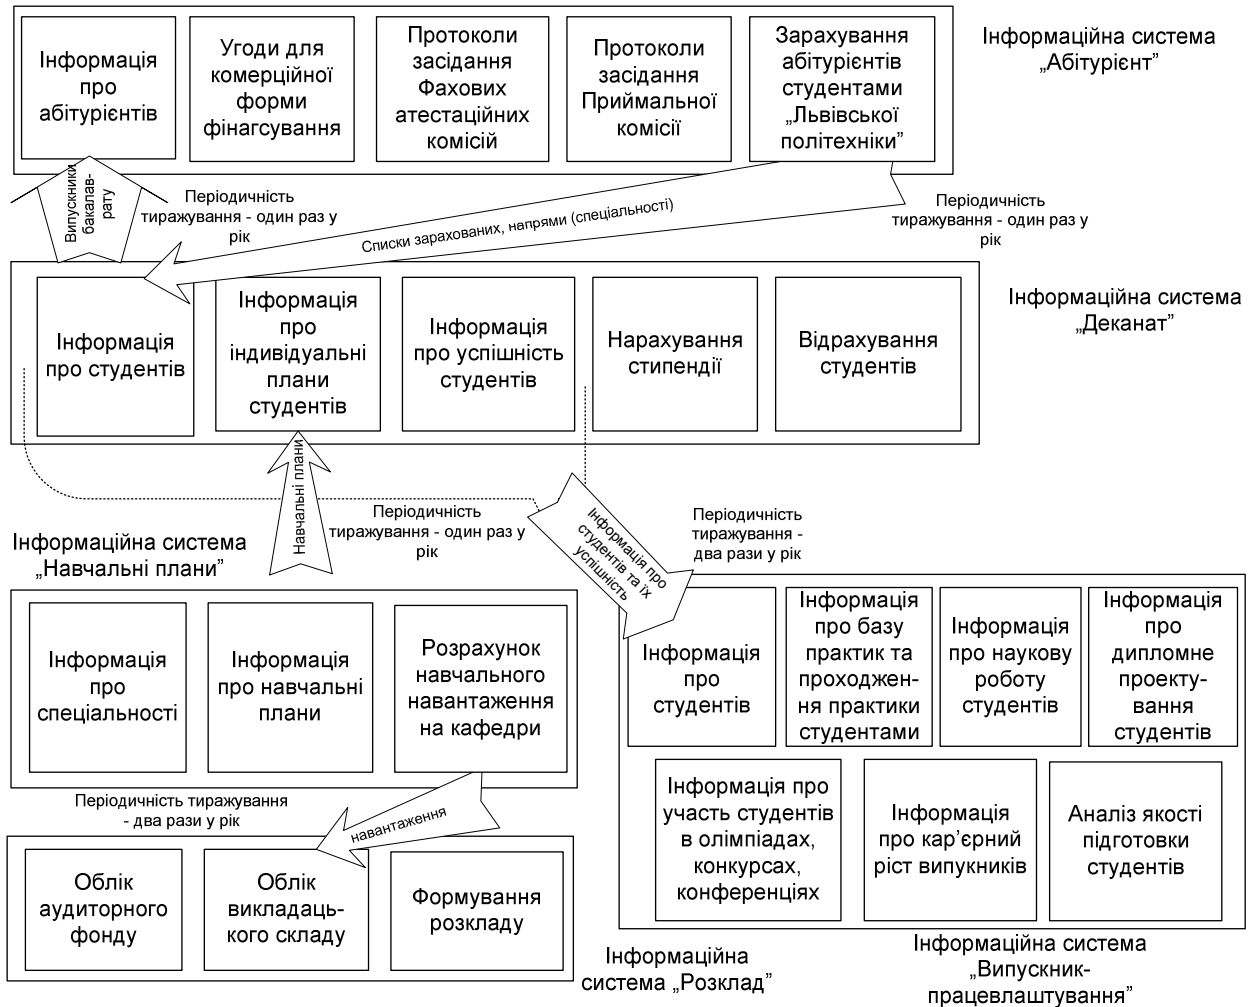 Інформація
про
абітурієнтів
Угоди для
комерційної
форми
фінагсування
Протоколи
засідання
Фахових
атестаційних
комісій
Протоколи
засідання
Приймальної
комісії
Зарахування
абітурієнтів
студентами
„Львівської
політехніки”
Інформаційна система
„Абітурієнт”
Випускники
бакалав-
рату
Періодичність
тиражування - один раз у
рік
Списки зарахованих, напрями (спеціальності)
Періодичність
тиражування - один раз у
рік
Інформація
про студентів
Інформація
про
індивідуальні
плани
студентів
Інформація
про успішність
студентів
Нарахування
стипендії
Відрахування
студентів
Інформаційна система
„Деканат”
Навчальні плани
Періодичність
тиражування - один раз у
рік
Інформація про
студентів та їх
успішність
Періодичність
тиражування -
два рази у рік
Інформаційна система
„Навчальні плани”
Інформація
про
спеціальності
Інформація
про навчальні
плани
Розрахунок
навчального
навантаження
на кафедри
Періодичність тиражування
- два рази у рік
навантаження
Облік
аудиторного
фонду
Облік
викладаць-
кого складу
Формування
розкладу
Інформаційна
система „Розклад”
Інформація
про
студентів
Інформація
про базу
практик та
проходжен-
ня практики
студентами
Інформація
про наукову
роботу
студентів
Інформація
про
дипломне
проекту-
вання
студентів
Інформація про
участь студентів
в олімпіадах,
конкурсах,
конференціях
Інформація
про кар’єрний
ріст випукників
Аналіз якості
підготовки
студентів
Інформаційна система
„Випускник-
працевлаштування”